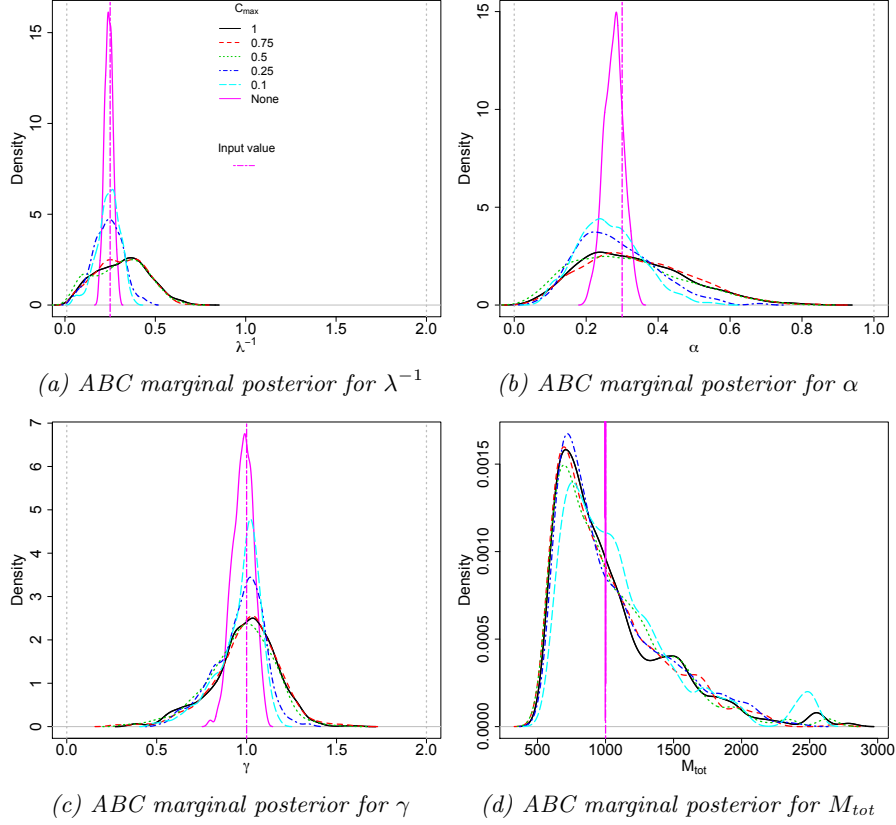 C_max
1
0.75
0.5
0.25
0.1
None
Input value
Density
0
5
10
15
0.0 0.5 1.0 1.5 2.0
λ⁻¹
(a) ABC marginal posterior for λ⁻¹
Density
0
5
10
15
0.0 0.2 0.4 0.6 0.8 1.0
α
(b) ABC marginal posterior for α
Density
0
1
2
3
4
5
6
7
0.0 0.5 1.0 1.5 2.0
γ
(c) ABC marginal posterior for γ
Density
0.0000
0.0005
0.0010
0.0015
500 1000 1500 2000 2500 3000
M_tot
(d) ABC marginal posterior for M_tot